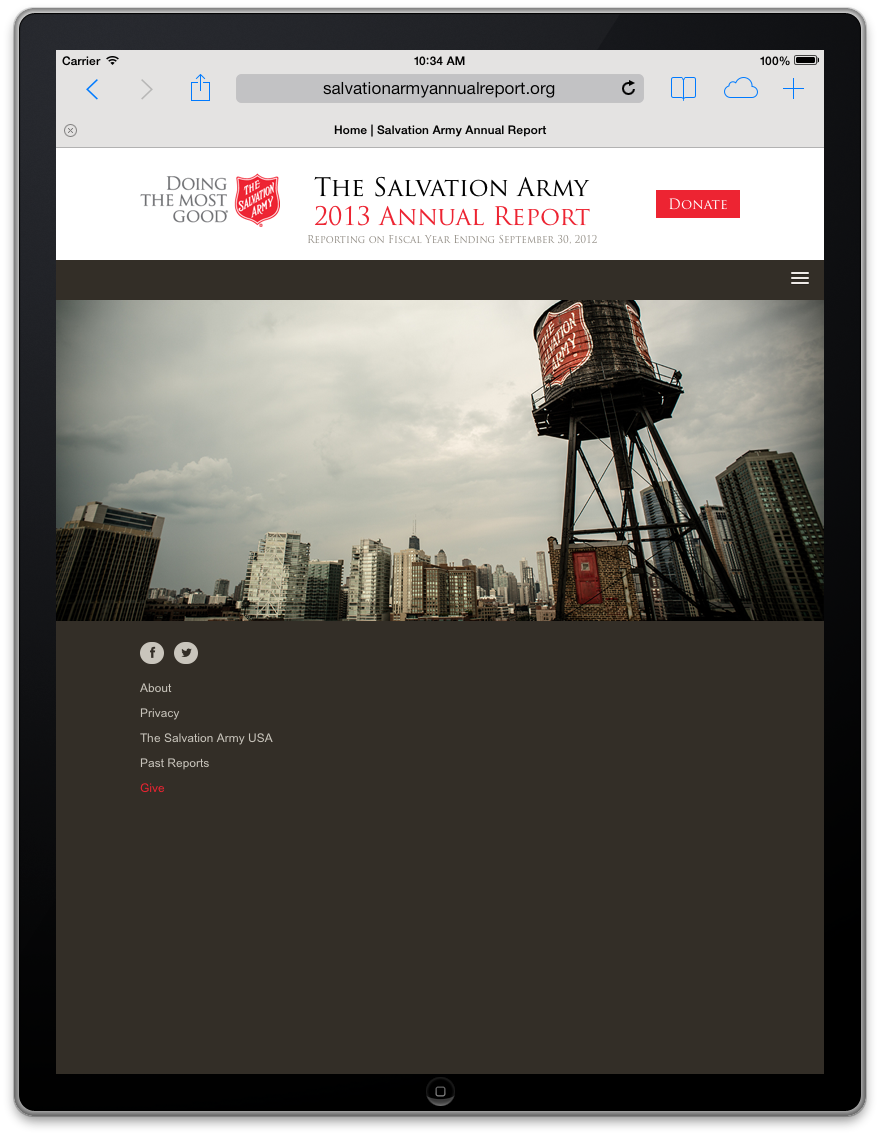 Carrier 10:34 AM 100%
salvationarmyannualreport.org
Home | Salvation Army Annual Report
DOING
THE MOST
GOOD®
THE
SALVATION
ARMY
THE SALVATION ARMY
2013 ANNUAL REPORT
REPORTING ON FISCAL YEAR ENDING SEPTEMBER 30, 2012
DONATE
THE
SALVATION
ARMY
About
Privacy
The Salvation Army USA
Past Reports
Give